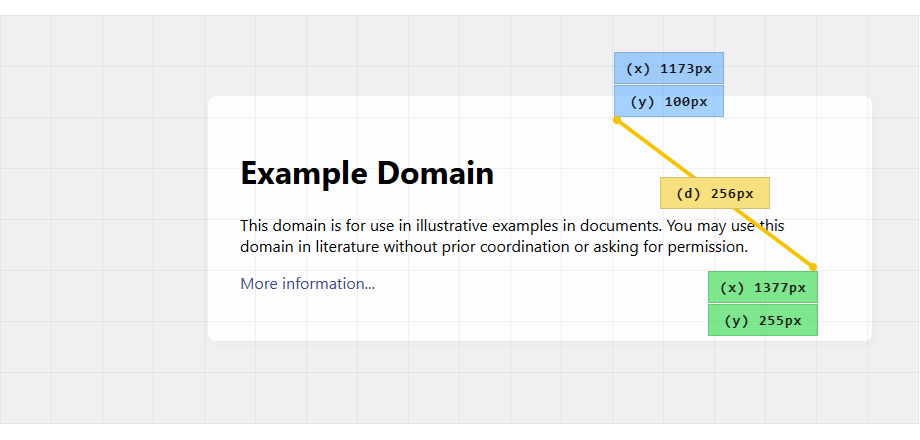 (x) 1173px
(y) 100px
Example Domain
(d) 256px
This domain is for use in illustrative examples in documents. You may use this
domain in literature without prior coordination or asking for permission.
More information...
(x) 1377px
(y) 255px